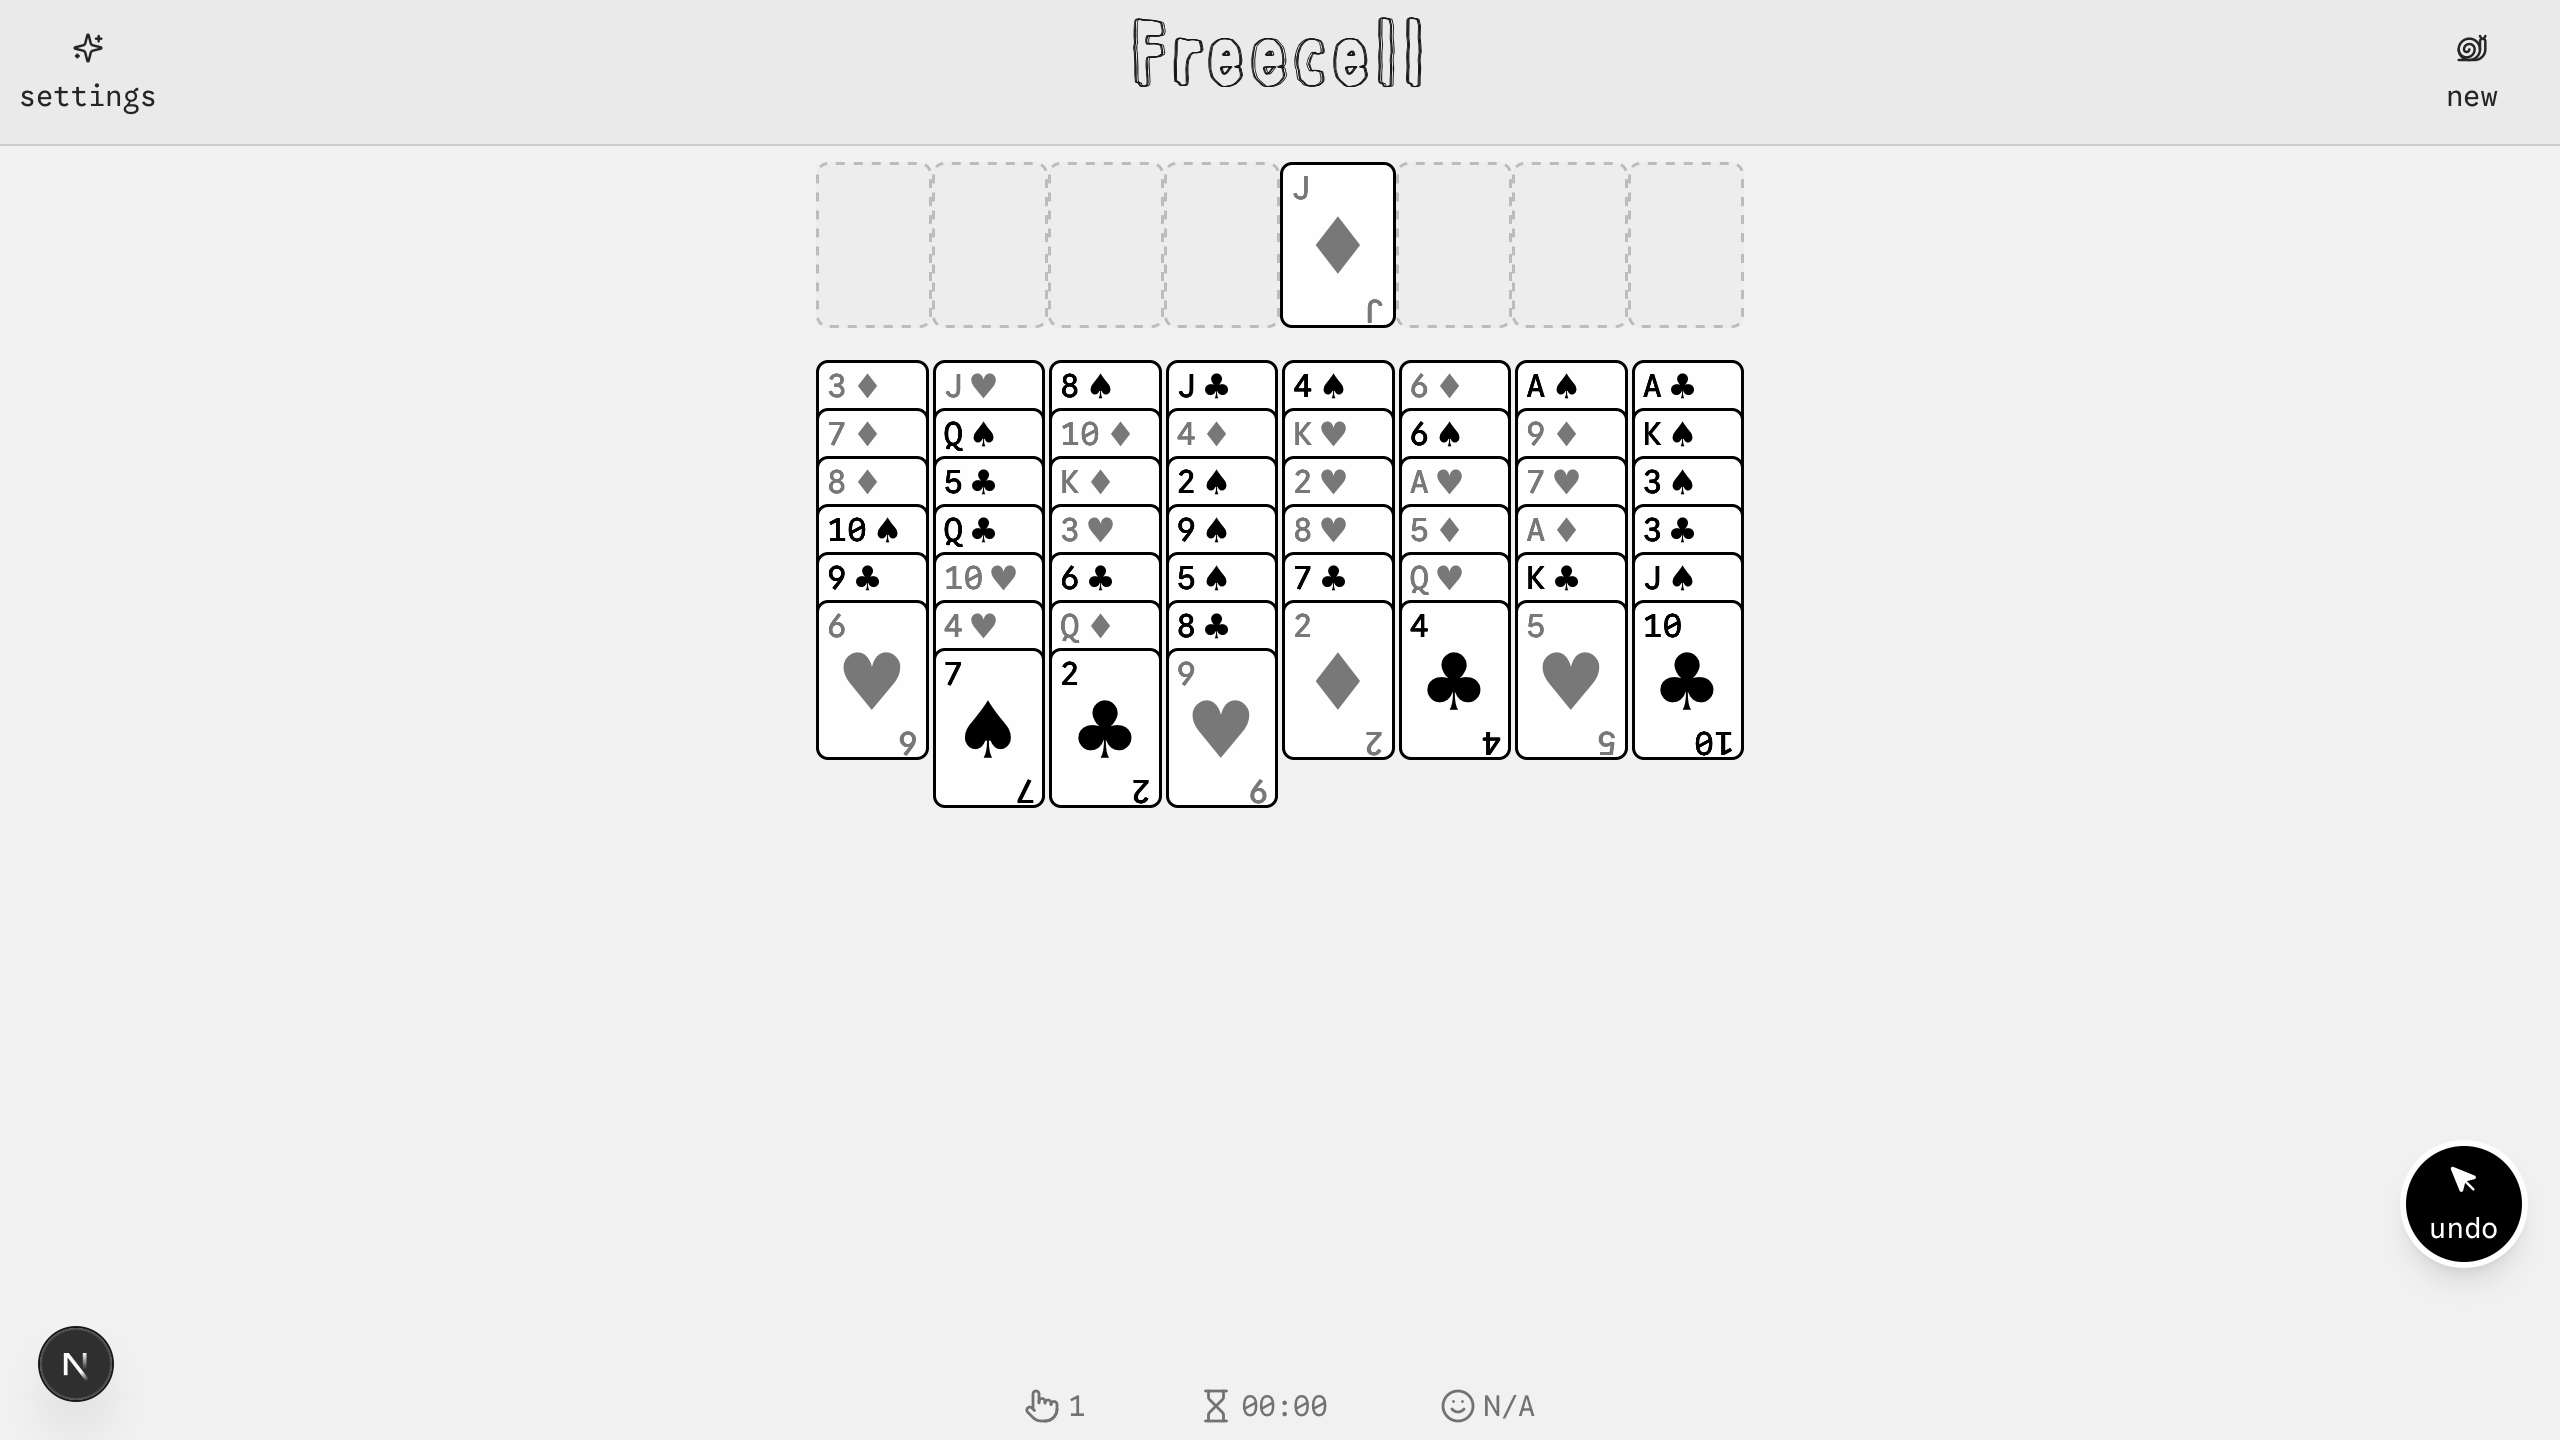 Freecell
settings
new
J
J
3♦ J♥ 8♠ J♣ 4♠ 6♦ A♠ A♣
7♦ Q♠ 10♦ 4♦ K♥ 6♠ 9♦ K♠
8♦ 5♣ K♦ 2♠ 2♥ A♥ 7♥ 3♠
10♠ Q♣ 3♥ 9♠ 8♥ 5♦ A♦ 3♣
9♣ 10♥ 6♣ 5♠ 7♣ Q♥ K♣ J♠
6 4♥ Q♦ 8♣ 2 4 5 10
7 2 9
6 2 4 5 10
7 2 9
undo
N
1 00:00 N/A